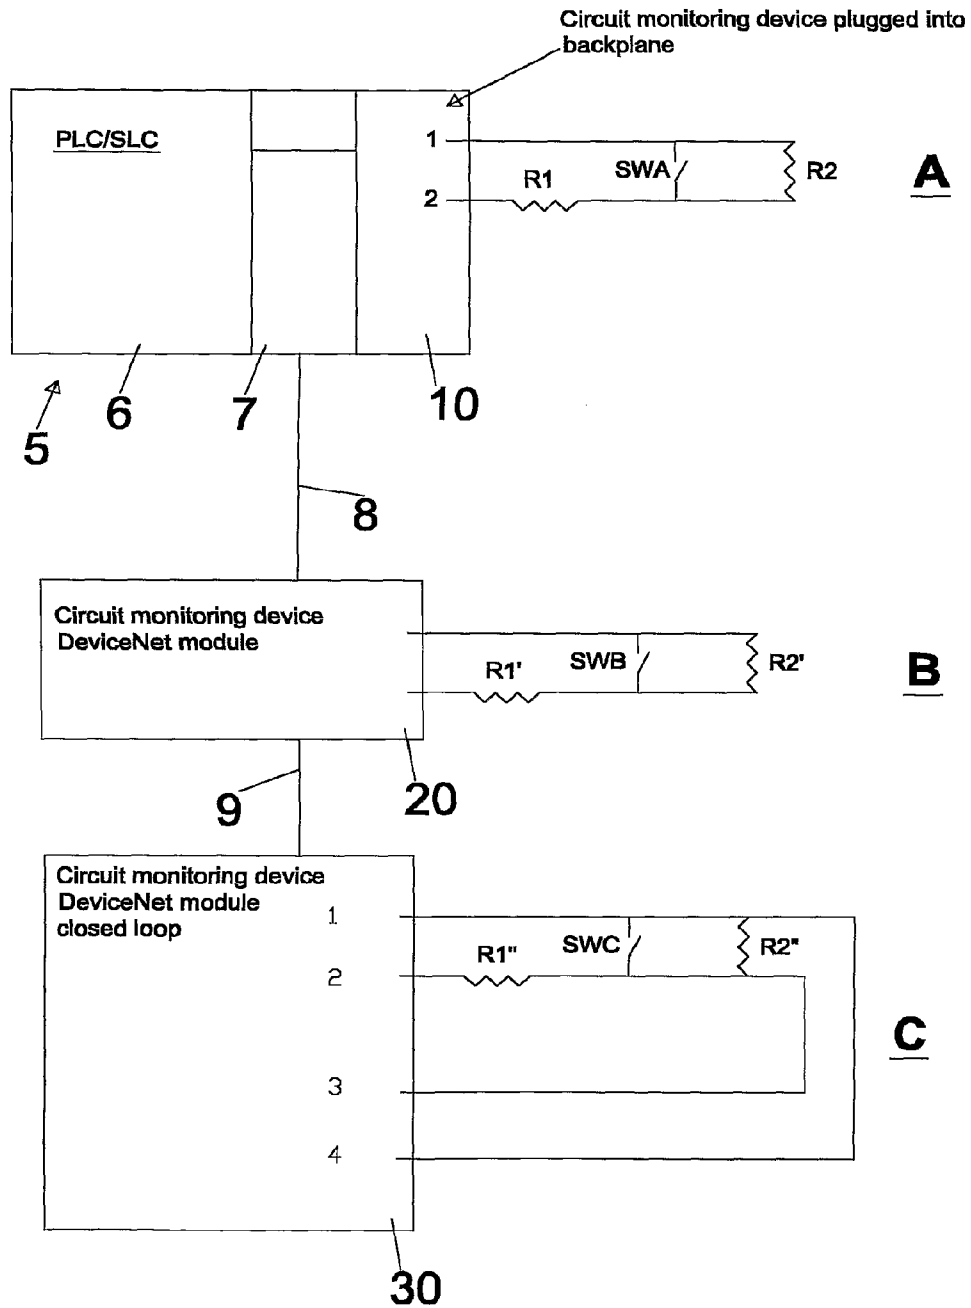 Circuit monitoring device plugged into
backplane
PLC/SLC
1
2
R1
SWA
R2
A
5
6
7
10
8
Circuit monitoring device
DeviceNet module
R1'
SWB
R2'
B
9
20
Circuit monitoring device
DeviceNet module
closed loop
1
2
3
4
R1"
SWC
R2"
C
30